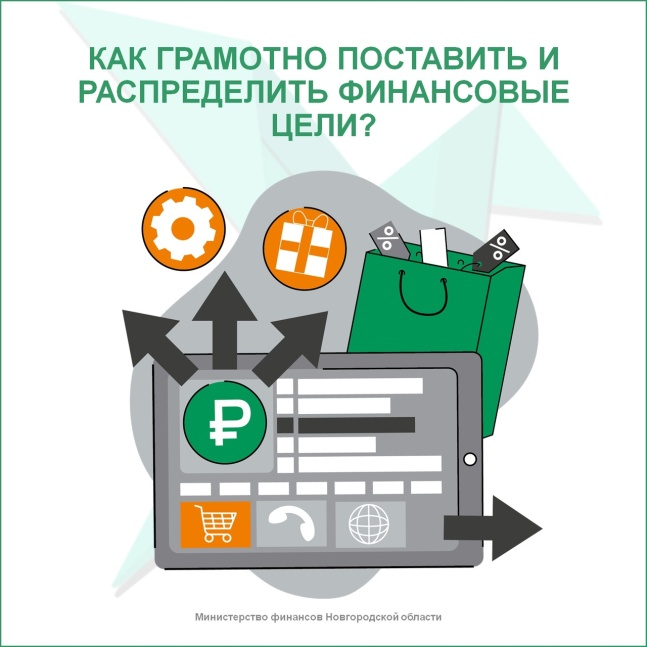 КАК ГРАМОТНО ПОСТАВИТЬ И
РАСПРЕДЕЛИТЬ ФИНАНСОВЫЕ
ЦЕЛИ?
%
%
₽
Министерство финансов Новгородской области